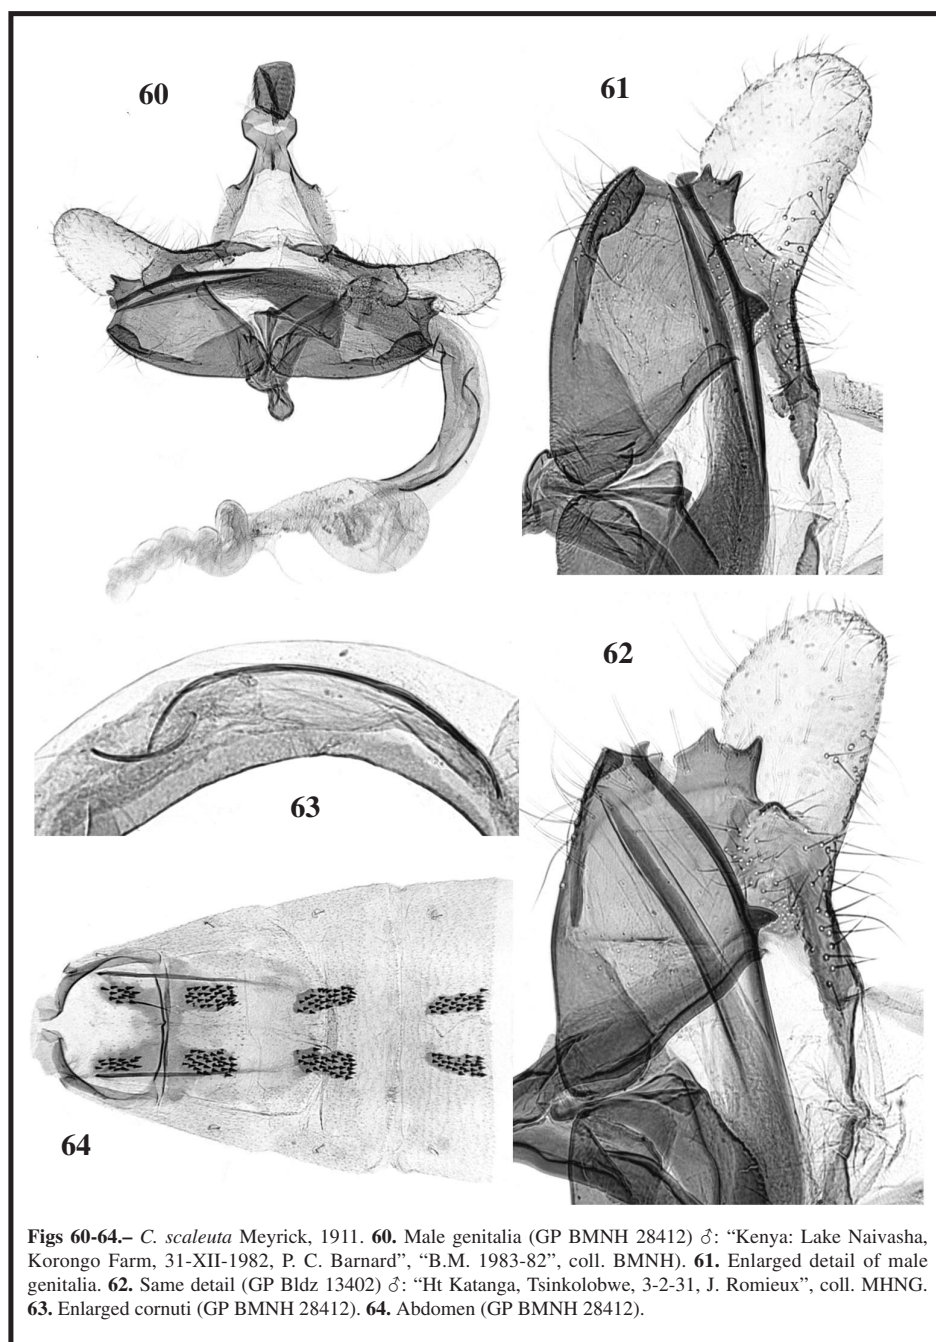 60
61
63
62
64
Figs 60-64.– C. scaleuta Meyrick, 1911. 60. Male genitalia (GP BMNH 28412) ♂: “Kenya: Lake Naivasha,
Korongo Farm, 31-XII-1982, P. C. Barnard”, “B.M. 1983-82”, coll. BMNH). 61. Enlarged detail of male
genitalia. 62. Same detail (GP Bldz 13402) ♂: “Ht Katanga, Tsinkolobwe, 3-2-31, J. Romieux”, coll. MHNG.
63. Enlarged cornuti (GP BMNH 28412). 64. Abdomen (GP BMNH 28412).